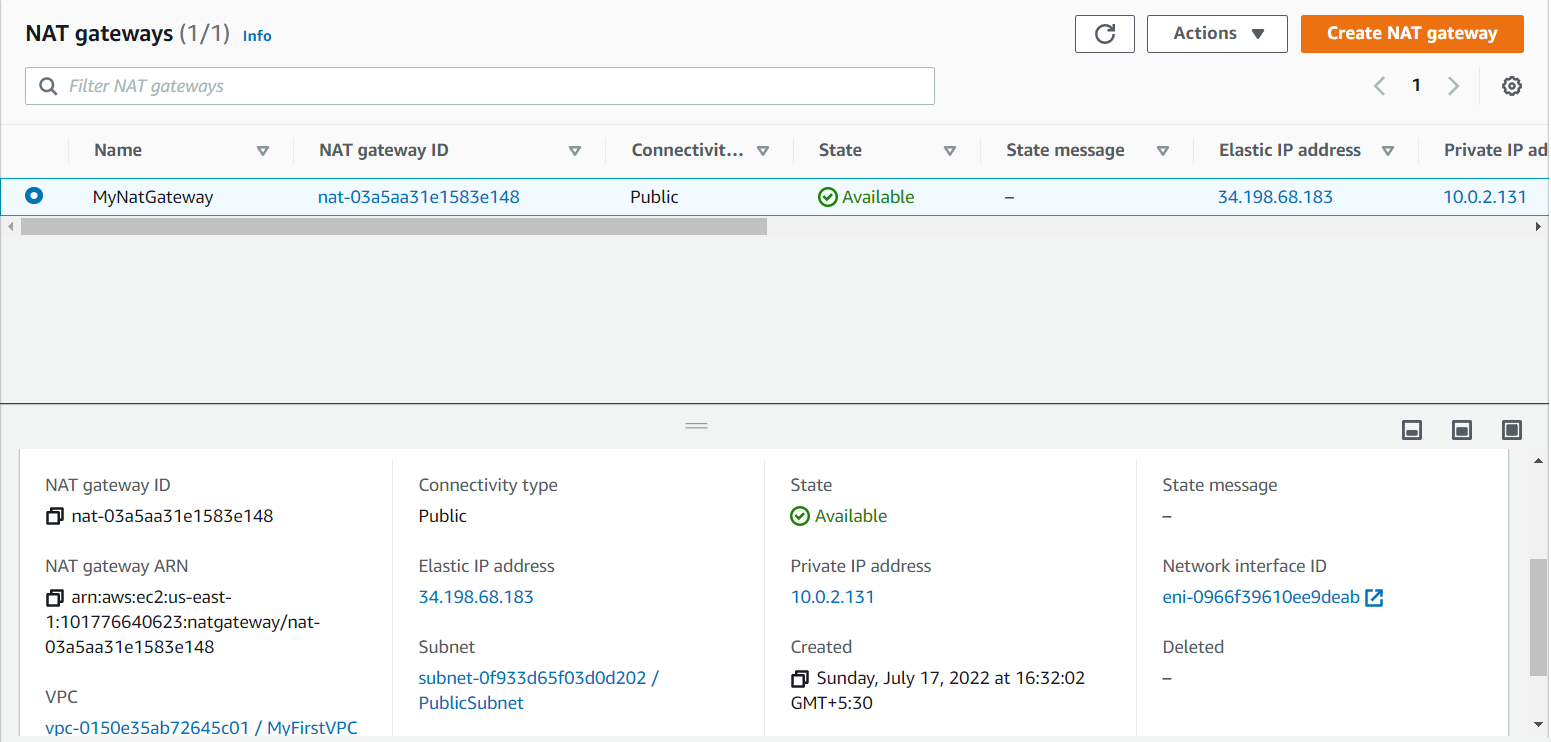 NAT gateways (1/1) Info
Actions
Create NAT gateway
Filter NAT gateways
1
Name NAT gateway ID Connectivit... State State message Elastic IP address Private IP ad
MyNatGateway nat-03a5aa31e1583e148 Public Available – 34.198.68.183 10.0.2.131
NAT gateway ID
nat-03a5aa31e1583e148
NAT gateway ARN
arn:aws:ec2:us-east-
1:101776640623:natgateway/nat-
03a5aa31e1583e148
VPC
vpc-0150e35ab72645c01 / MyFirstVPC
Connectivity type
Public
Elastic IP address
34.198.68.183
Subnet
subnet-0f933d65f03d0d202 /
PublicSubnet
State
Available
Private IP address
10.0.2.131
Created
Sunday, July 17, 2022 at 16:32:02
GMT+5:30
State message
–
Network interface ID
eni-0966f39610ee9deab
Deleted
–